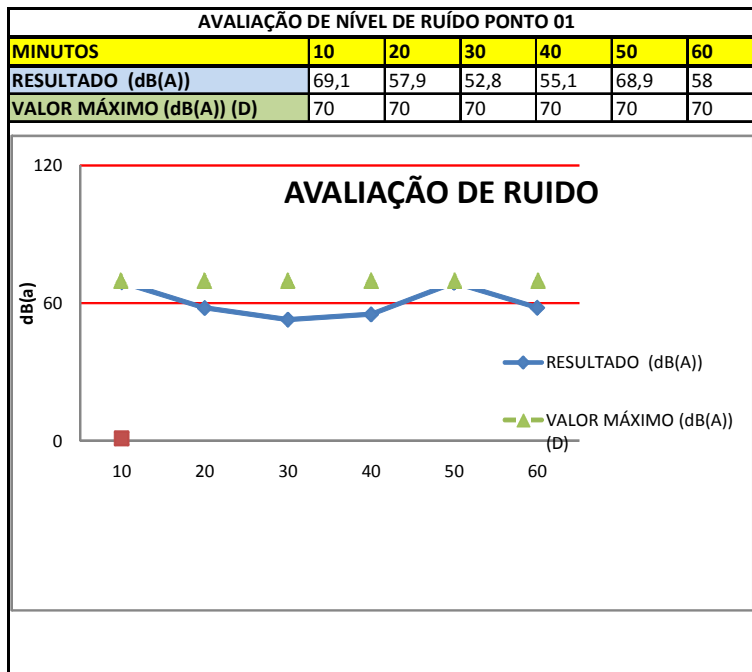 AVALIAÇÃO DE NÍVEL DE RUÍDO PONTO 01
MINUTOS 10 20 30 40 50 60
RESULTADO (dB(A)) 69,1 57,9 52,8 55,1 68,9 58
VALOR MÁXIMO (dB(A)) (D) 70 70 70 70 70 70
AVALIAÇÃO DE RUIDO
120
60
0
dB(a)
10 20 30 40 50 60
RESULTADO (dB(A))
VALOR MÁXIMO (dB(A))
(D)